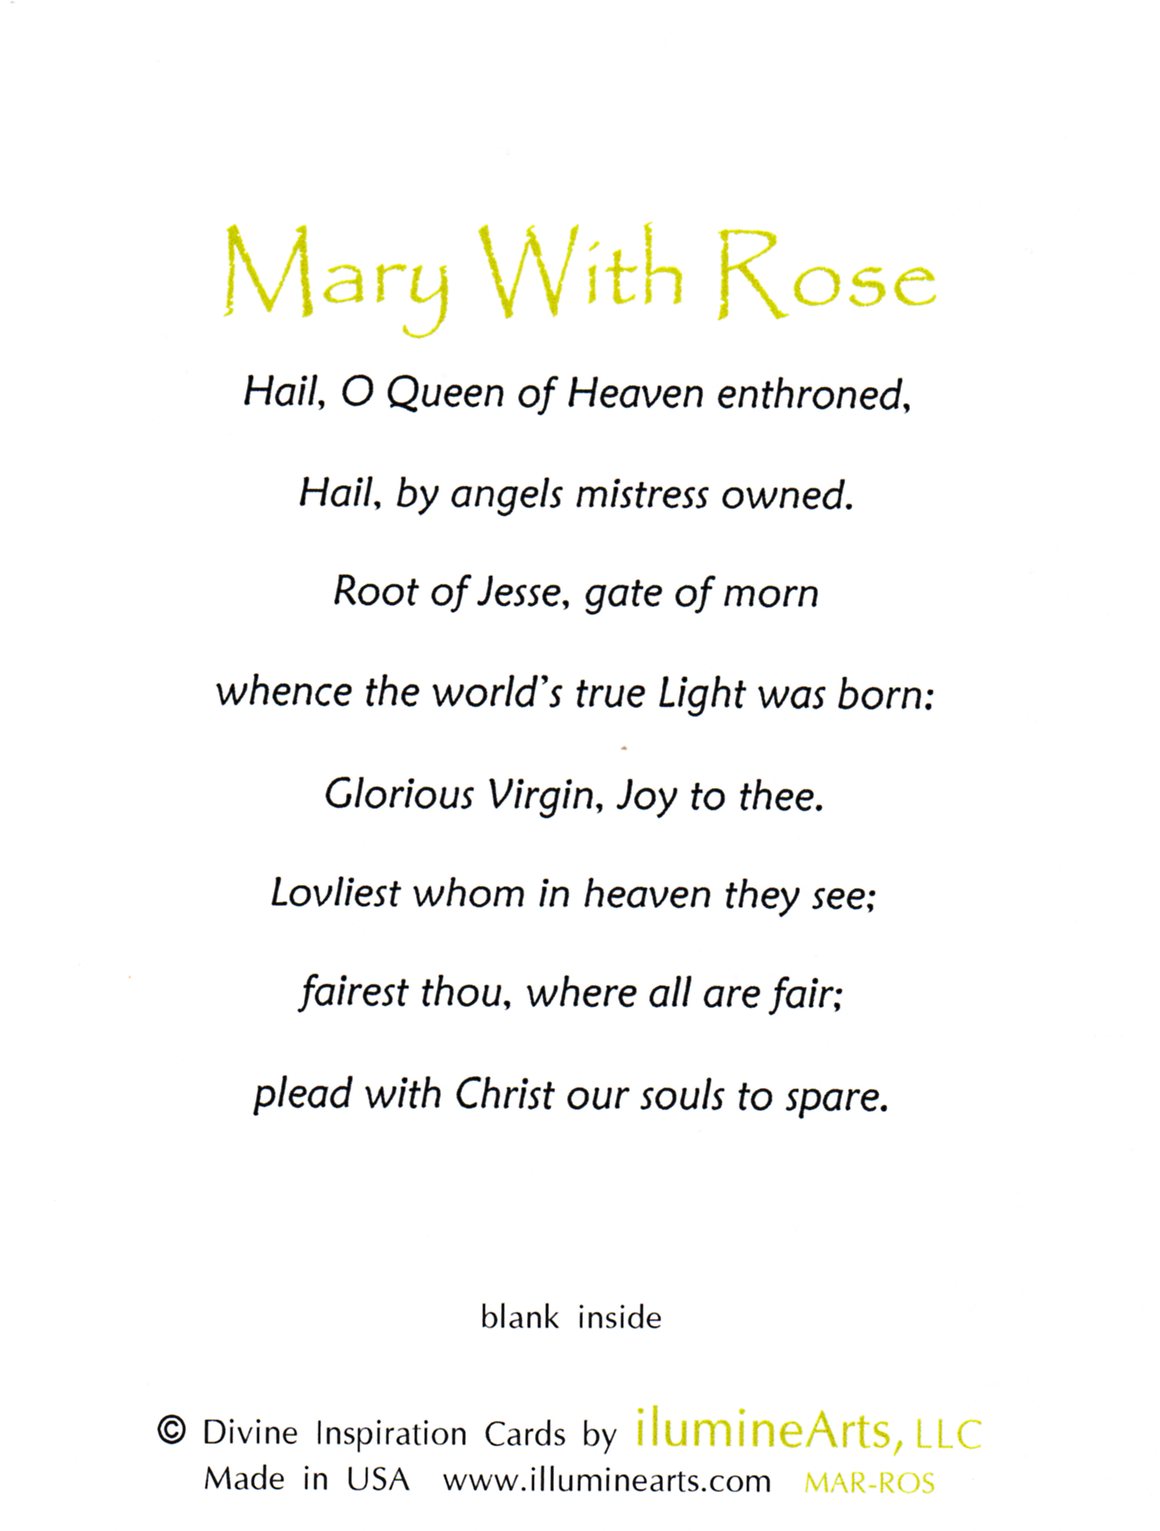 Mary With Rose
Hail, O Queen of Heaven enthroned,
Hail, by angels mistress owned.
Root of Jesse, gate of morn
whence the world's true Light was born:
Glorious Virgin, Joy to thee.
Lovliest whom in heaven they see;
fairest thou, where all are fair;
plead with Christ our souls to spare.
blank inside
© Divine Inspiration Cards by ilumineArts, LLC
Made in USA www.illuminearts.com MAR-ROS